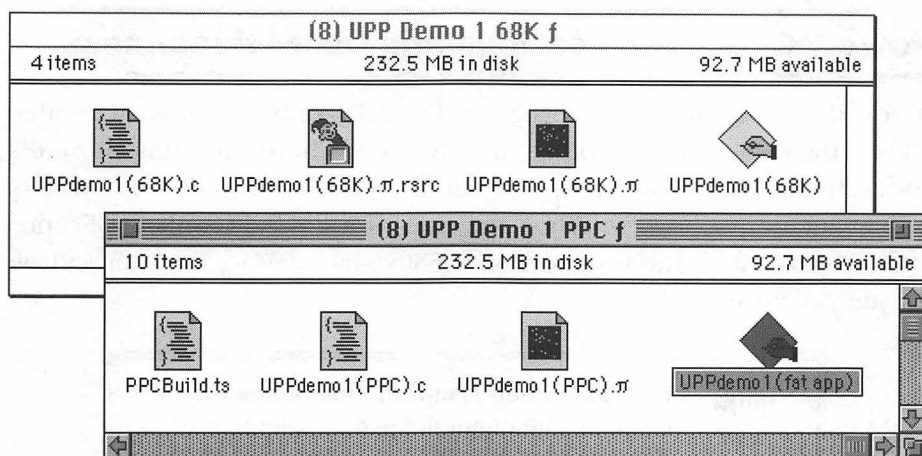 (8) UPP Demo 1 68K ƒ
4 items 232.5 MB in disk 92.7 MB available
UPPdemo1(68K).c UPPdemo1(68K).π.rsrc UPPdemo1(68K).π UPPdemo1(68K)
(8) UPP Demo 1 PPC ƒ
10 items 232.5 MB in disk 92.7 MB available
PPCBuild.ts UPPdemo1(PPC).c UPPdemo1(PPC).π UPPdemo1(fat app)